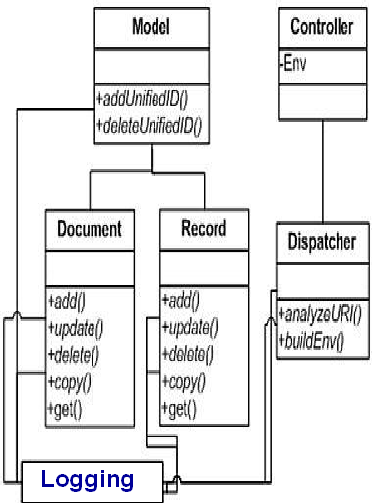 Model
+addUnifiedID()
+deleteUnifiedID()
Controller
-Env
Document
+add()
+update()
+delete()
+copy()
+get()
Record
+add()
+update()
+delete()
+copy()
+get()
Dispatcher
+analyzeURI()
+buildEnv()
Logging